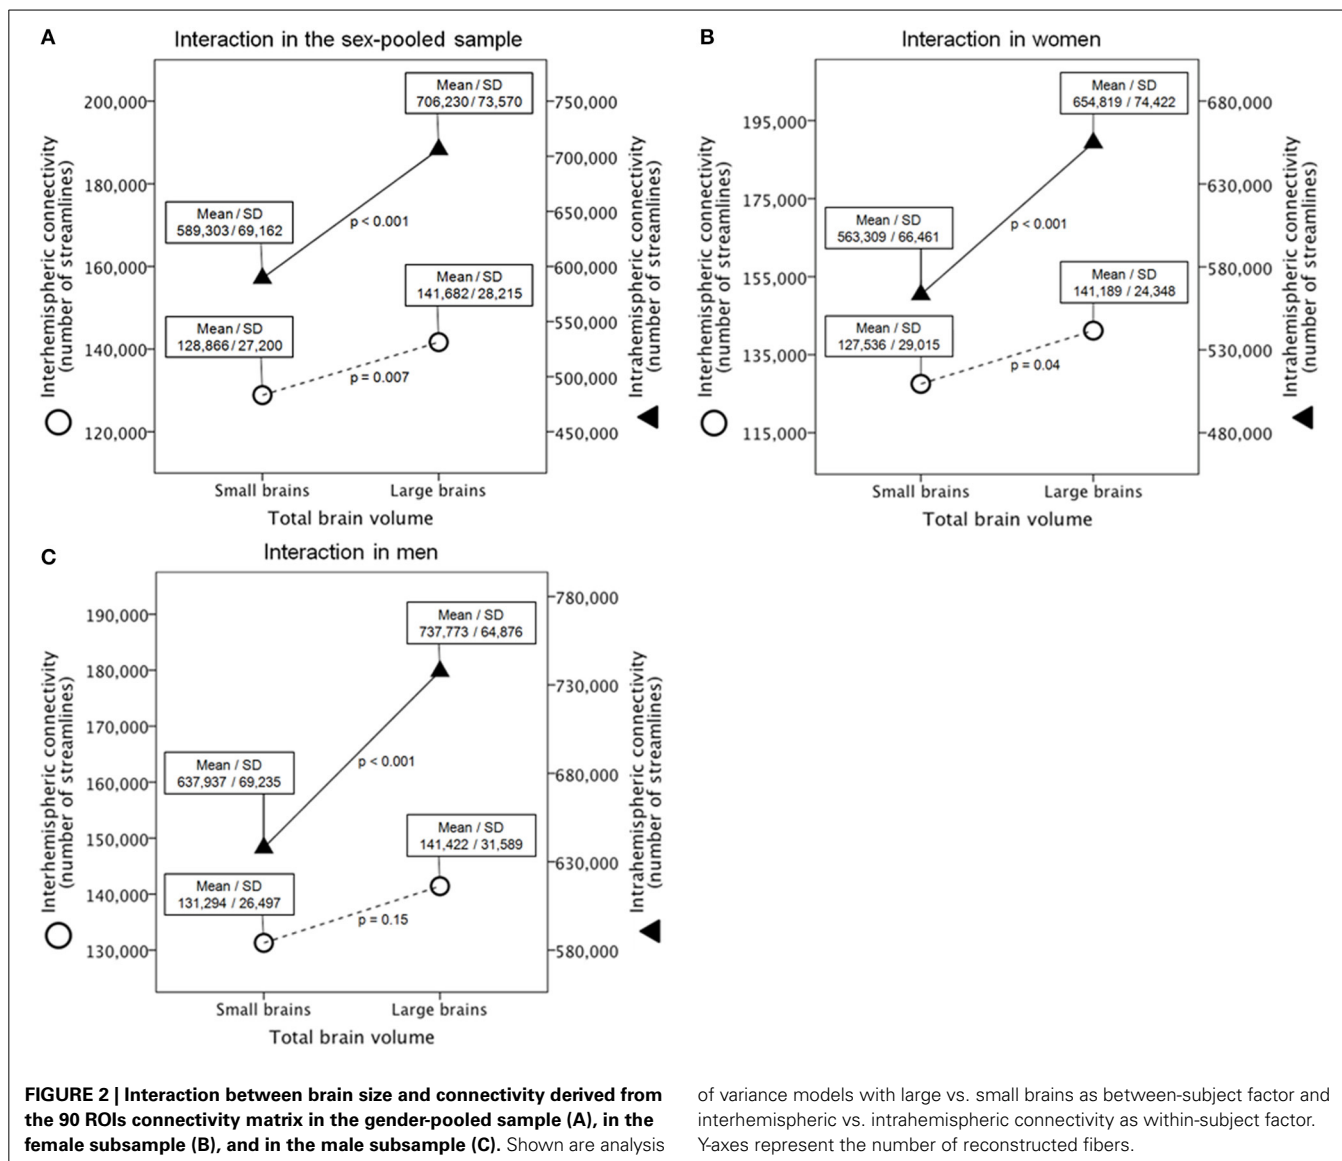 A
Interaction in the sex-pooled sample
Interhemispheric connectivity
(number of streamlines)
200,000
180,000
160,000
140,000
120,000
Mean / SD
706,230 / 73,570
Mean / SD
589,303 / 69,162
p < 0.001
Mean / SD
141,682 / 28,215
Mean / SD
128,866 / 27,200
p = 0.007
750,000
700,000
650,000
600,000
550,000
500,000
450,000
Intrahemispheric connectivity
(number of streamlines)
Small brains
Large brains
Total brain volume
B
Interaction in women
Interhemispheric connectivity
(number of streamlines)
195,000
175,000
155,000
135,000
115,000
Mean / SD
654,819 / 74,422
Mean / SD
563,309 / 66,461
p < 0.001
Mean / SD
141,189 / 24,348
Mean / SD
127,536 / 29,015
p = 0.04
680,000
630,000
580,000
530,000
480,000
Intrahemispheric connectivity
(number of streamlines)
Small brains
Large brains
Total brain volume
C
Interaction in men
Interhemispheric connectivity
(number of streamlines)
190,000
180,000
170,000
160,000
150,000
140,000
130,000
Mean / SD
737,773 / 64,876
Mean / SD
637,937 / 69,235
p < 0.001
Mean / SD
141,422 / 31,589
Mean / SD
131,294 / 26,497
p = 0.15
780,000
730,000
680,000
630,000
580,000
Intrahemispheric connectivity
(number of streamlines)
Small brains
Large brains
Total brain volume
FIGURE 2 | Interaction between brain size and connectivity derived from
the 90 ROIs connectivity matrix in the gender-pooled sample (A), in the
female subsample (B), and in the male subsample (C). Shown are analysis
of variance models with large vs. small brains as between-subject factor and
interhemispheric vs. intrahemispheric connectivity as within-subject factor.
Y-axes represent the number of reconstructed fibers.